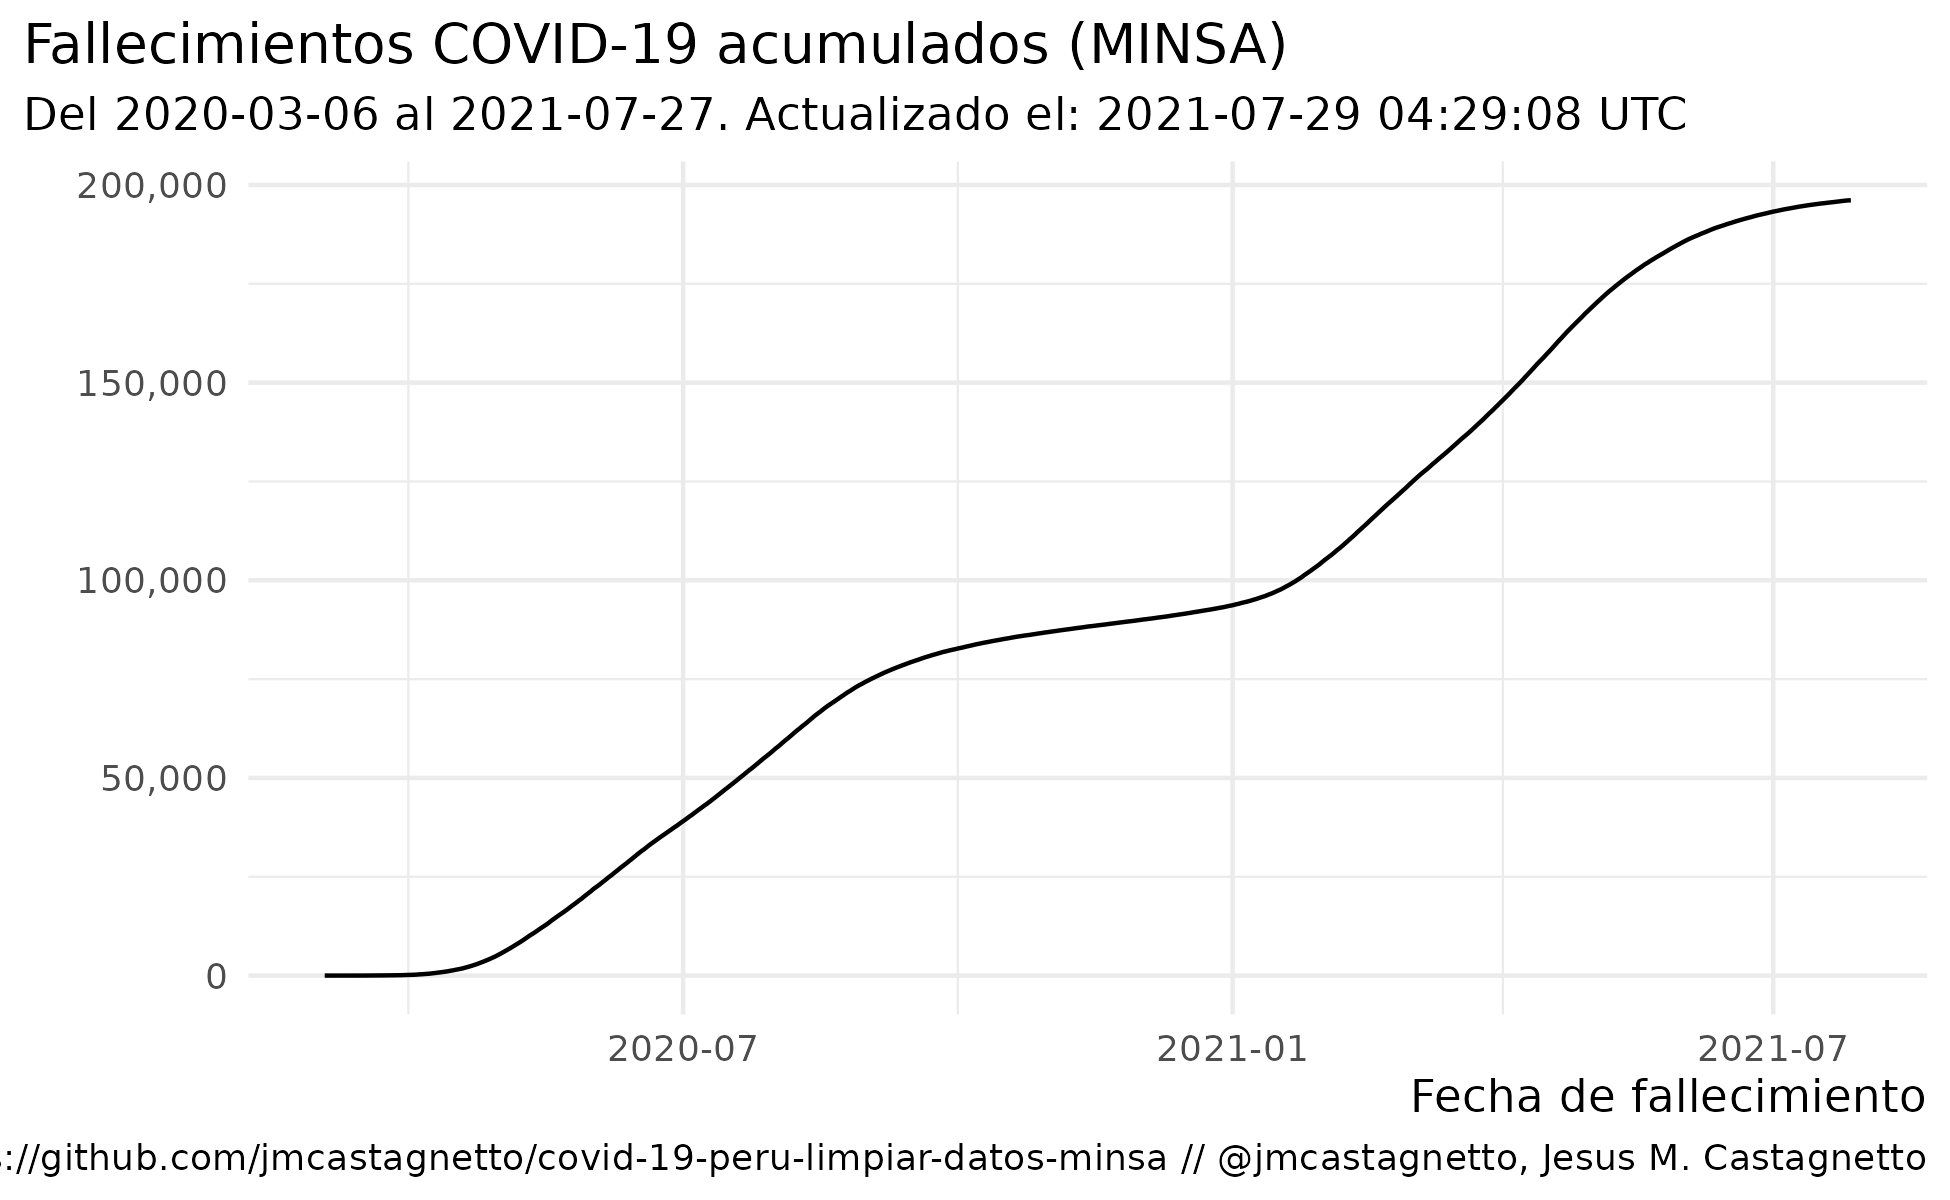 Fallecimientos COVID-19 acumulados (MINSA)
Del 2020-03-06 al 2021-07-27. Actualizado el: 2021-07-29 04:29:08 UTC
200,000
150,000
100,000
50,000
0
2020-07 2021-01 2021-07
Fecha de fallecimiento
://github.com/jmcastagnetto/covid-19-peru-limpiar-datos-minsa // @jmcastagnetto, Jesus M. Castagnetto